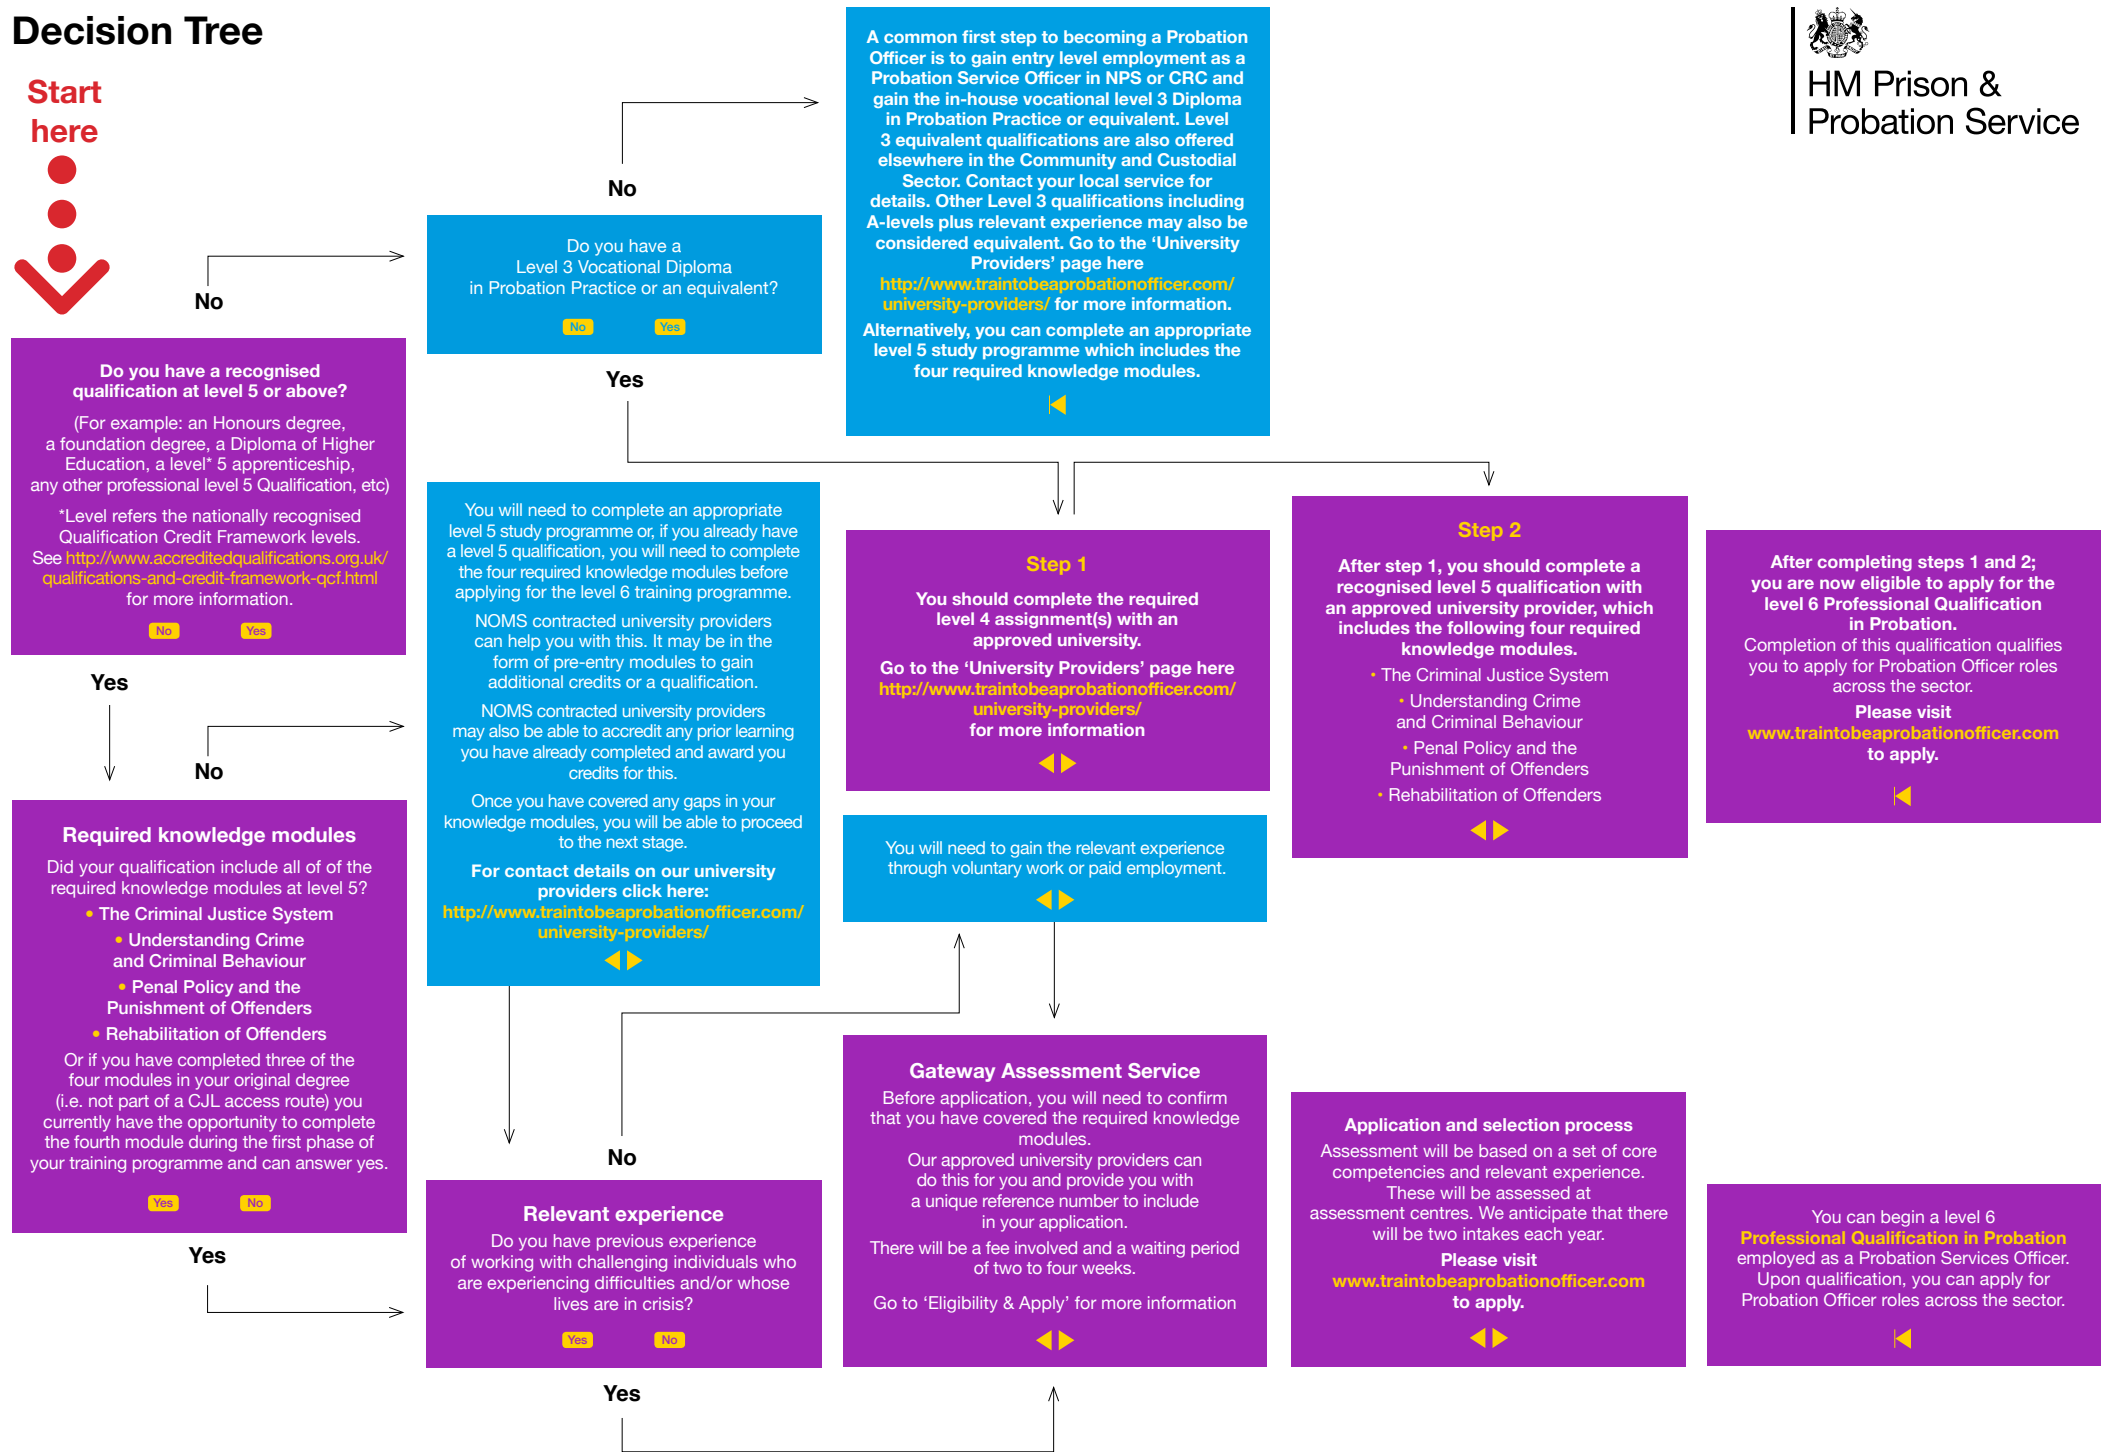 Decision Tree
Start
here
HM Prison &
Probation Service
No
Do you have a recognised
qualification at level 5 or above?
(For example: an Honours degree,
a foundation degree, a Diploma of Higher
Education, a level* 5 apprenticeship,
any other professional level 5 Qualification, etc)
*Level refers the nationally recognised
Qualification Credit Framework levels.
See http://www.accreditedqualifications.org.uk/
qualifications-and-credit-framework-qcf.html
for more information.
No Yes
Yes
No
Required knowledge modules
Did your qualification include all of of the
required knowledge modules at level 5?
• The Criminal Justice System
• Understanding Crime
and Criminal Behaviour
• Penal Policy and the
Punishment of Offenders
• Rehabilitation of Offenders
Or if you have completed three of the
four modules in your original degree
(i.e. not part of a CJL access route) you
currently have the opportunity to complete
the fourth module during the first phase of
your training programme and can answer yes.
Yes No
Yes
No
Do you have a
Level 3 Vocational Diploma
in Probation Practice or an equivalent?
No Yes
Yes
A common first step to becoming a Probation
Officer is to gain entry level employment as a
Probation Service Officer in NPS or CRC and
gain the in-house vocational level 3 Diploma
in Probation Practice or equivalent. Level
3 equivalent qualifications are also offered
elsewhere in the Community and Custodial
Sector. Contact your local service for
details. Other Level 3 qualifications including
A-levels plus relevant experience may also be
considered equivalent. Go to the ‘University
Providers’ page here
http://www.traintobeaprobationofficer.com/
university-providers/ for more information.
Alternatively, you can complete an appropriate
level 5 study programme which includes the
four required knowledge modules.
You will need to complete an appropriate
level 5 study programme or, if you already have
a level 5 qualification, you will need to complete
the four required knowledge modules before
applying for the level 6 training programme.
NOMS contracted university providers
can help you with this. It may be in the
form of pre-entry modules to gain
additional credits or a qualification.
NOMS contracted university providers
may also be able to accredit any prior learning
you have already completed and award you
credits for this.
Once you have covered any gaps in your
knowledge modules, you will be able to proceed
to the next stage.
For contact details on our university
providers click here:
http://www.traintobeaprobationofficer.com/
university-providers/
Step 1
You should complete the required
level 4 assignment(s) with an
approved university.
Go to the ‘University Providers’ page here
http://www.traintobeaprobationofficer.com/
university-providers/
for more information
Step 2
After step 1, you should complete a
recognised level 5 qualification with
an approved university provider, which
includes the following four required
knowledge modules.
• The Criminal Justice System
• Understanding Crime
and Criminal Behaviour
• Penal Policy and the
Punishment of Offenders
• Rehabilitation of Offenders
After completing steps 1 and 2;
you are now eligible to apply for the
level 6 Professional Qualification
in Probation.
Completion of this qualification qualifies
you to apply for Probation Officer roles
across the sector.
Please visit
www.traintobeaprobationofficer.com
to apply.
You will need to gain the relevant experience
through voluntary work or paid employment.
No
Relevant experience
Do you have previous experience
of working with challenging individuals who
are experiencing difficulties and/or whose
lives are in crisis?
Yes No
Yes
Gateway Assessment Service
Before application, you will need to confirm
that you have covered the required knowledge
modules.
Our approved university providers can
do this for you and provide you with
a unique reference number to include
in your application.
There will be a fee involved and a waiting period
of two to four weeks.
Go to ‘Eligibility & Apply’ for more information
Application and selection process
Assessment will be based on a set of core
competencies and relevant experience.
These will be assessed at
assessment centres. We anticipate that there
will be two intakes each year.
Please visit
www.traintobeaprobationofficer.com
to apply.
You can begin a level 6
Professional Qualification in Probation
employed as a Probation Services Officer.
Upon qualification, you can apply for
Probation Officer roles across the sector.